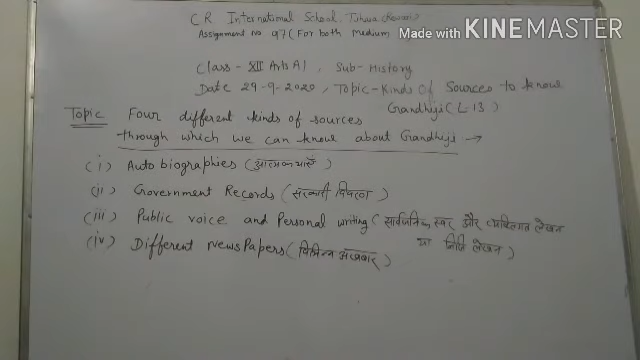 CR International School,
Made with KINEMASTER
Assignment no 97 (For both medium
Class - XII Arts A1, Sub - History
Date 29-9-2020, Topic - Kinds Of Sources to know
Gandhiji (L-13)
Topic Four different kinds of sources
through which we can know about Gandhiji →
(i) Autobiographies (आत्मकथाएँ)
(ii) Government Records (सरकारी विवरण)
(iii) Public voice and Personal writing (सार्वजनिक स्वर और व्यक्तिगत लेखन
या निजि लेखन)
(iv) Different NewsPapers (विभिन्न अखबार)